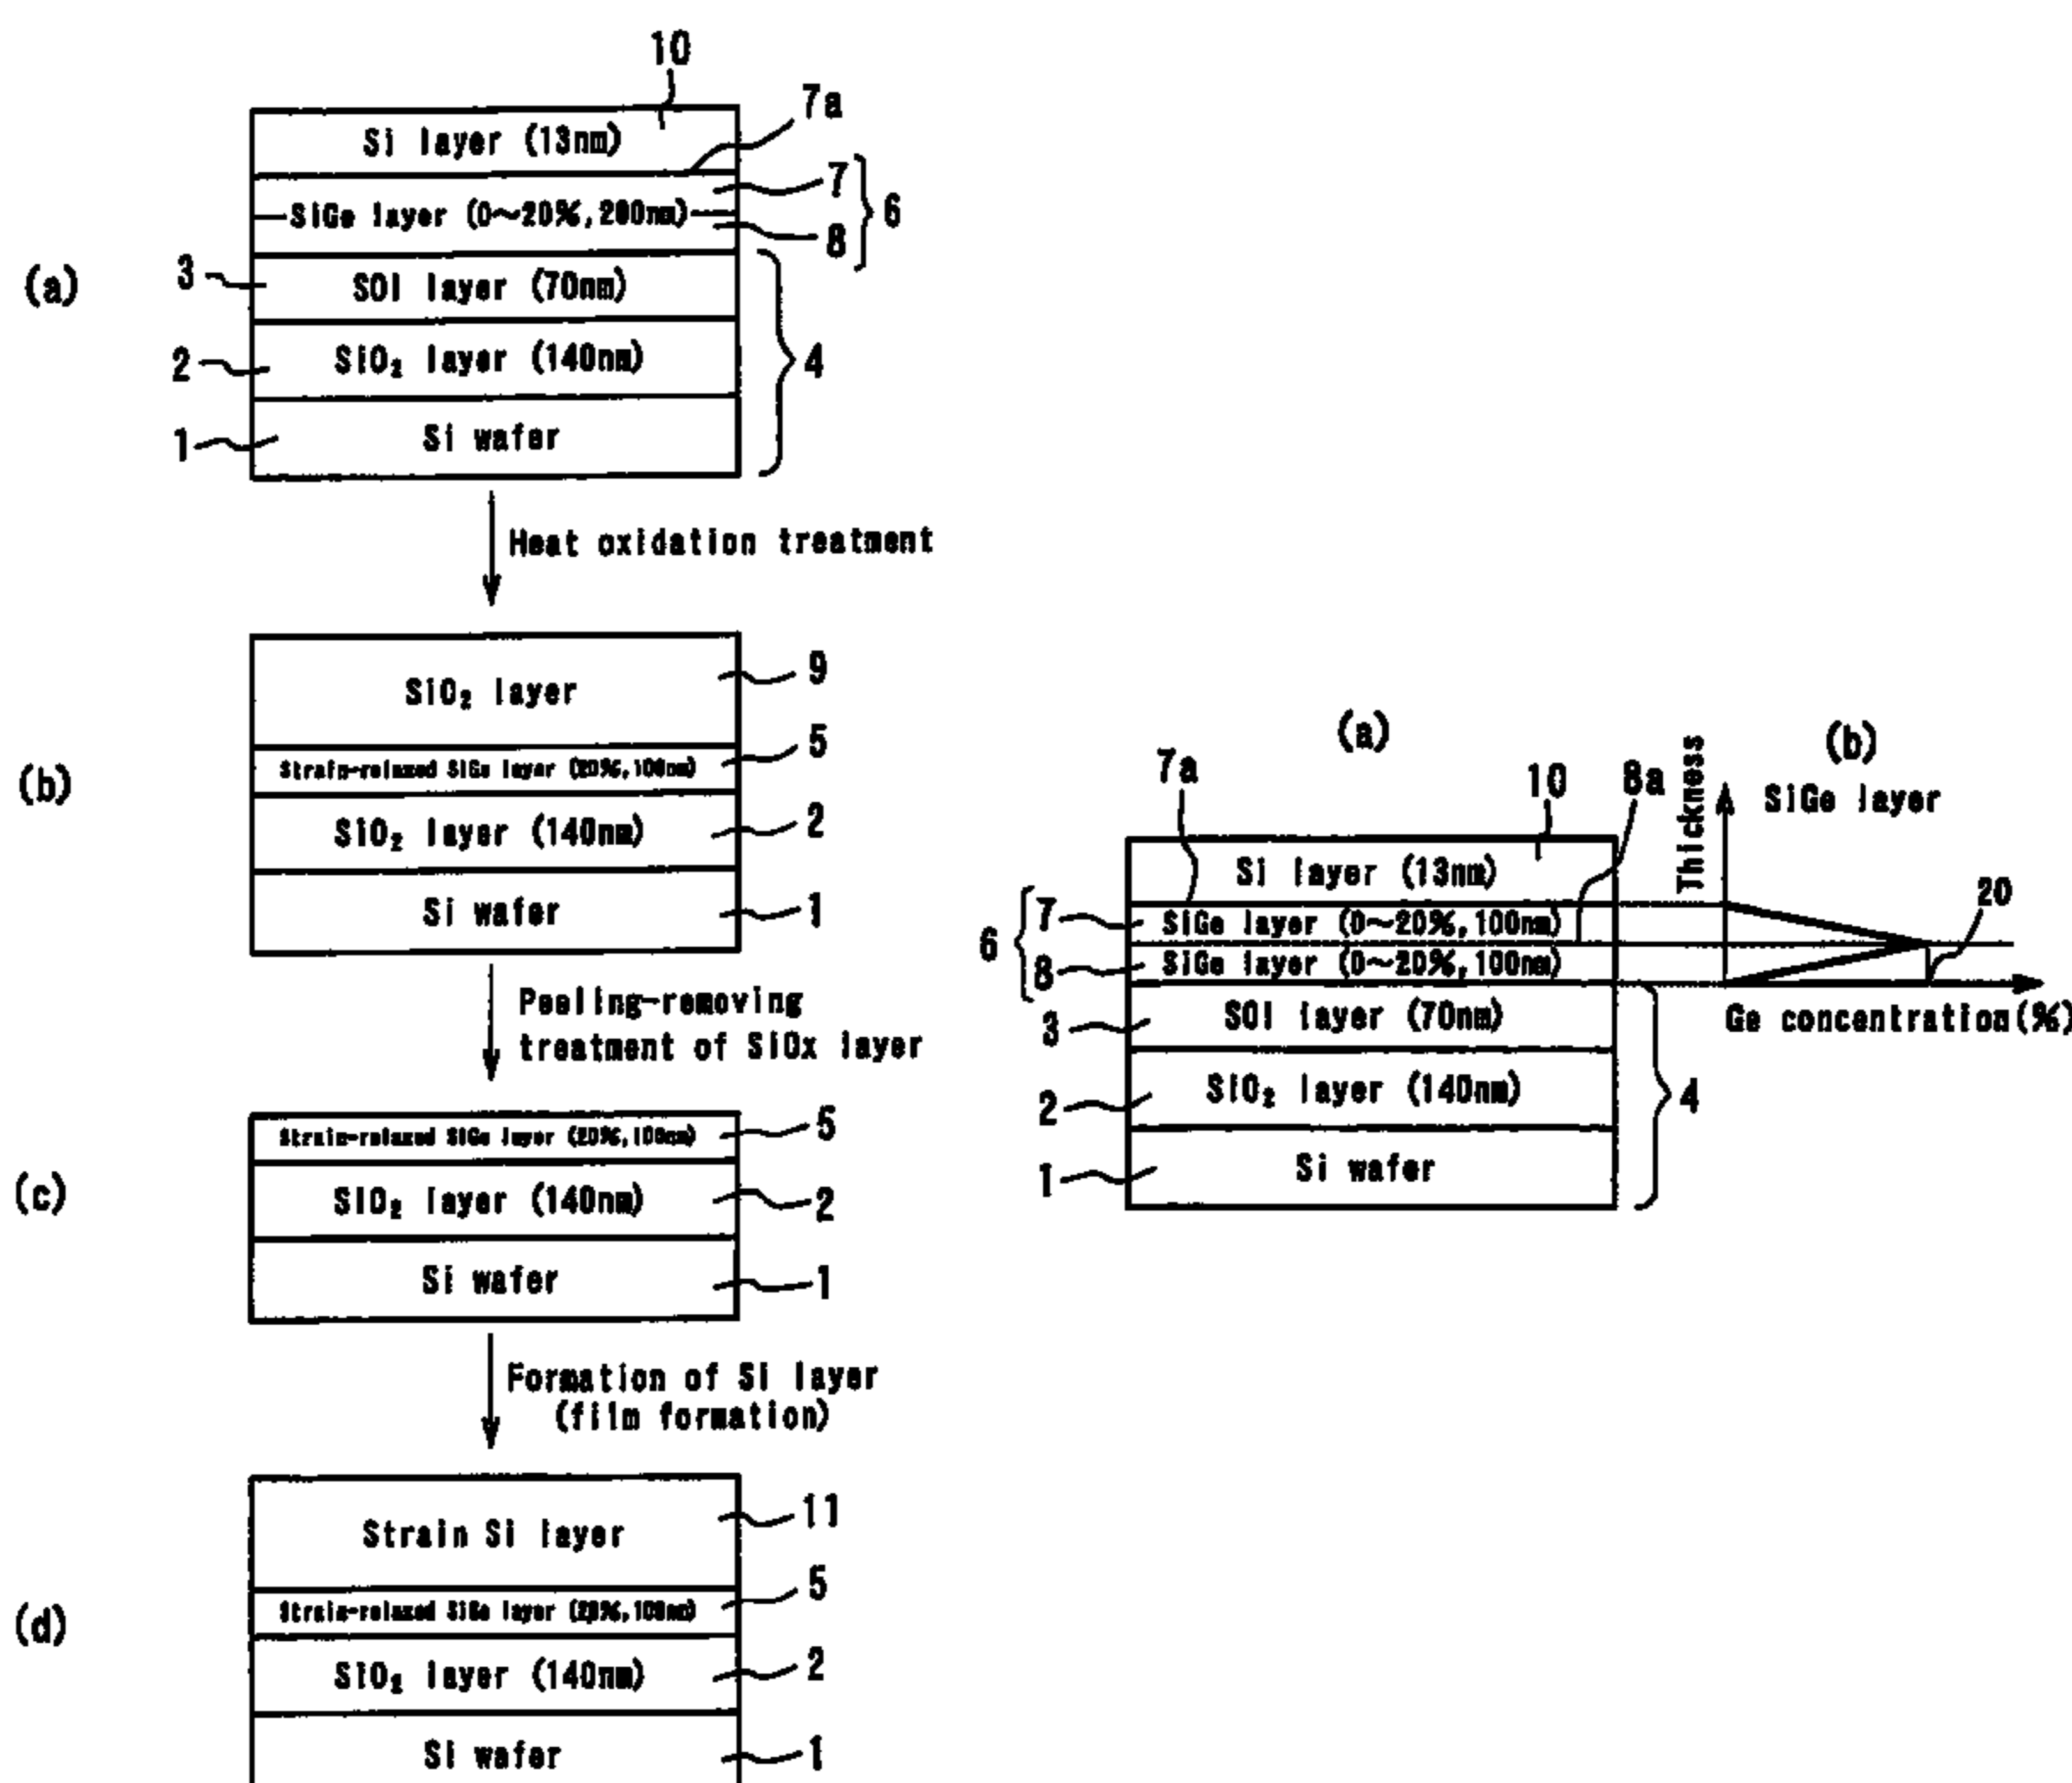 10
7a
Si layer (13nm)
7
SiGe layer (0~20%, 200nm)
6
8
(a)
3
SOI layer (70nm)
2
SiO₂ layer (140nm)
4
1
Si wafer
Heat oxidation treatment
9
SiO₂ layer
5
Strain-relaxed SiGe layer (20%, 100nm)
(b)
SiO₂ layer (140nm)
2
Si wafer
1
Peeling-removing
treatment of SiOx layer
Strain-relaxed SiGe layer (20%, 100nm)
5
(c)
SiO₂ layer (140nm)
2
Si wafer
1
Formation of Si layer
(film formation)
Strain Si layer
11
5
Strain-relaxed SiGe layer (20%, 100nm)
(d)
SiO₂ layer (140nm)
2
Si wafer
1
(a)
(b)
7a
10
8a
Thickness
SiGe layer
Si layer (13nm)
20
7
SiGe layer (0~20%, 100nm)
6
8
SiGe layer (0~20%, 100nm)
3
SOI layer (70nm)
Ge concentration(%)
2
SiO₂ layer (140nm)
4
1
Si wafer